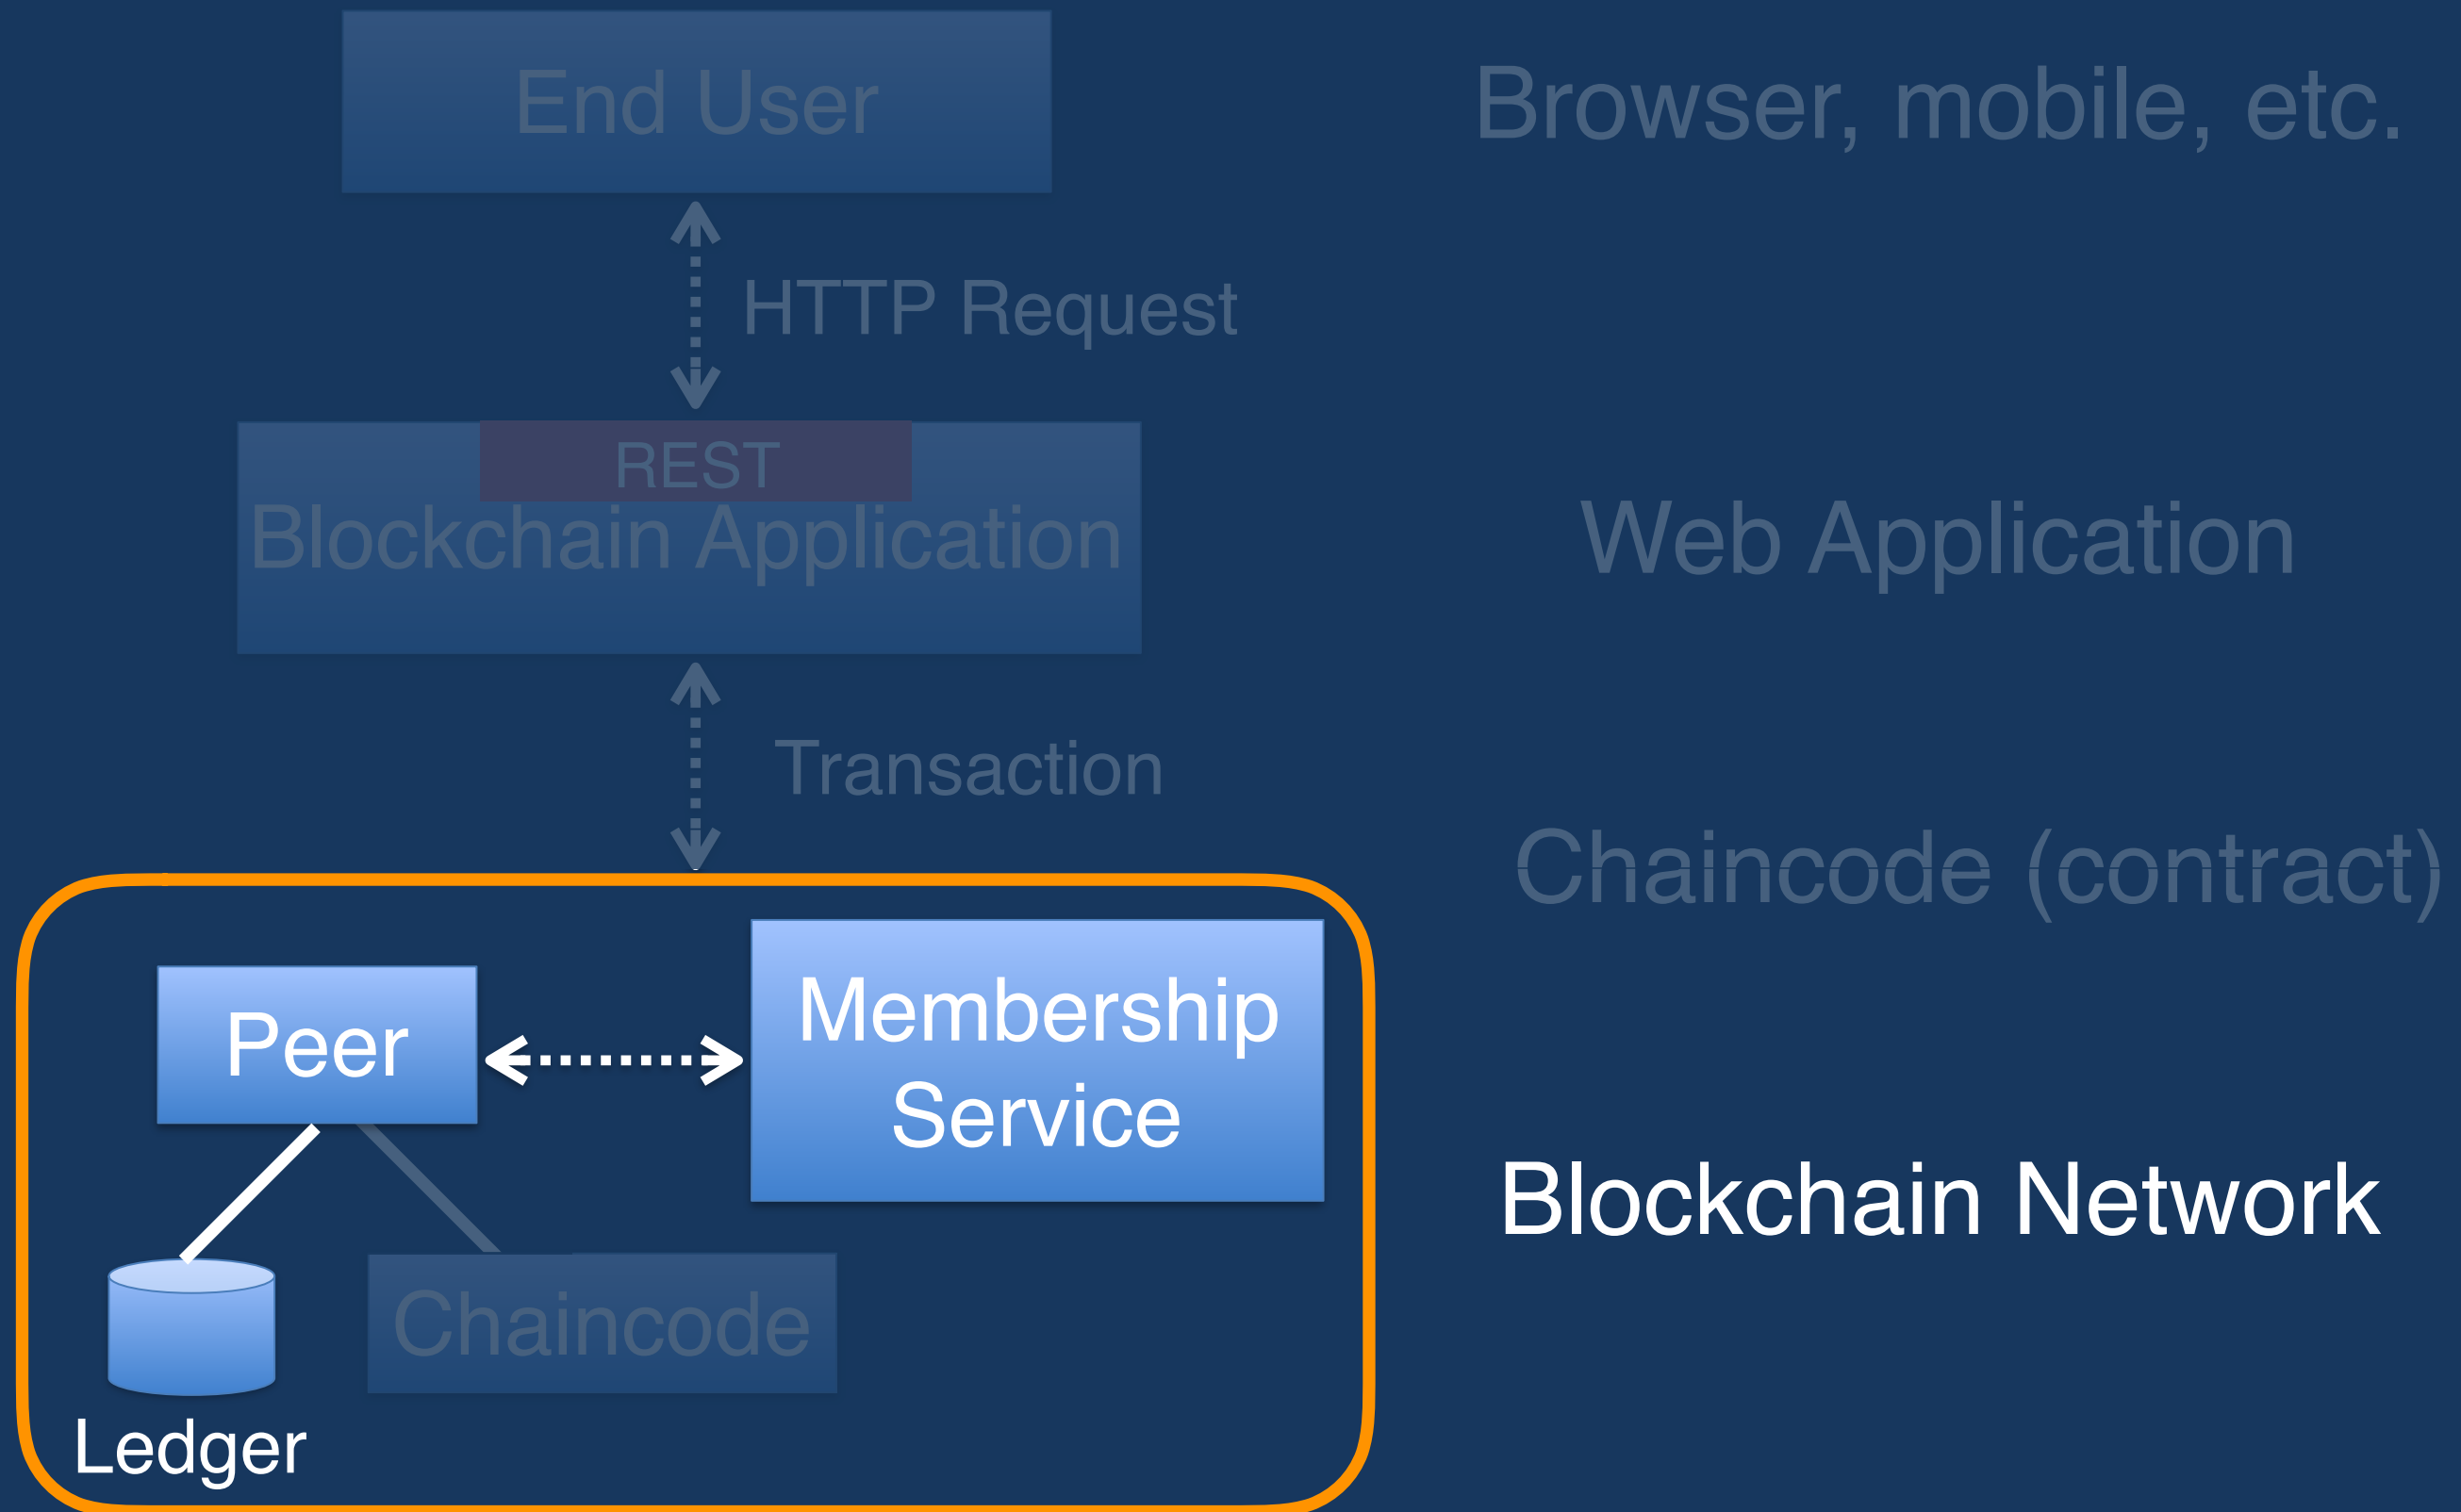 End User
Browser, mobile, etc.
HTTP Request
REST
Blockchain Application
Web Application
Transaction
Chaincode (contract)
Peer
Membership
Service
Blockchain Network
Chaincode
Ledger